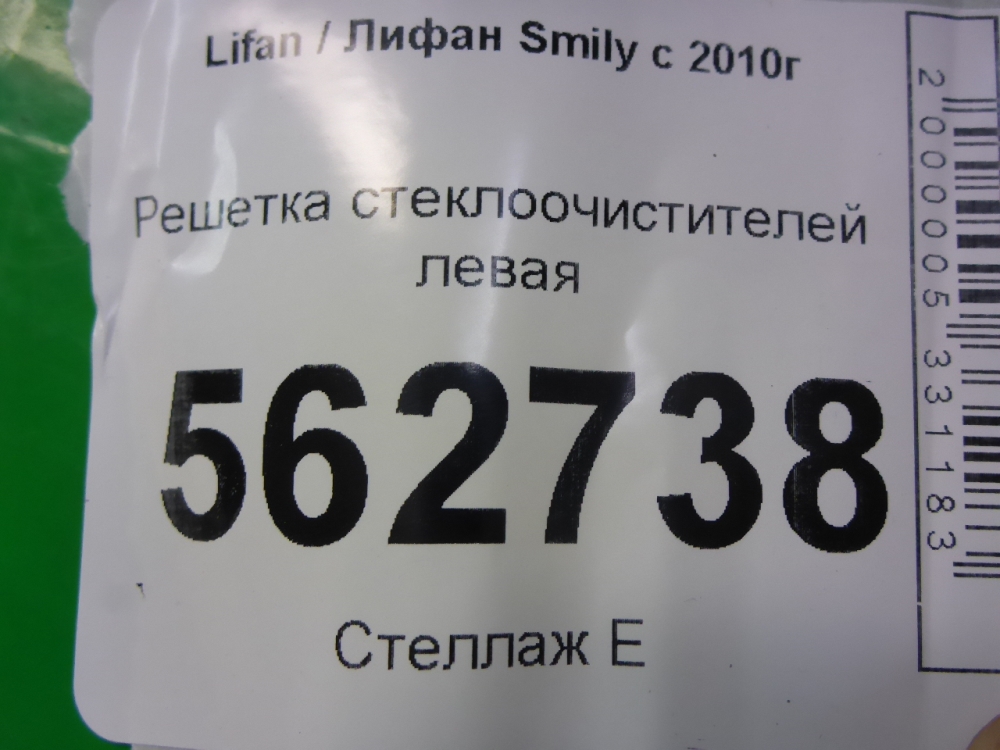 Lifan / Лифан Smily с 2010г
Решетка стеклоочистителей
левая
562738
Стеллаж Е
2000005331183